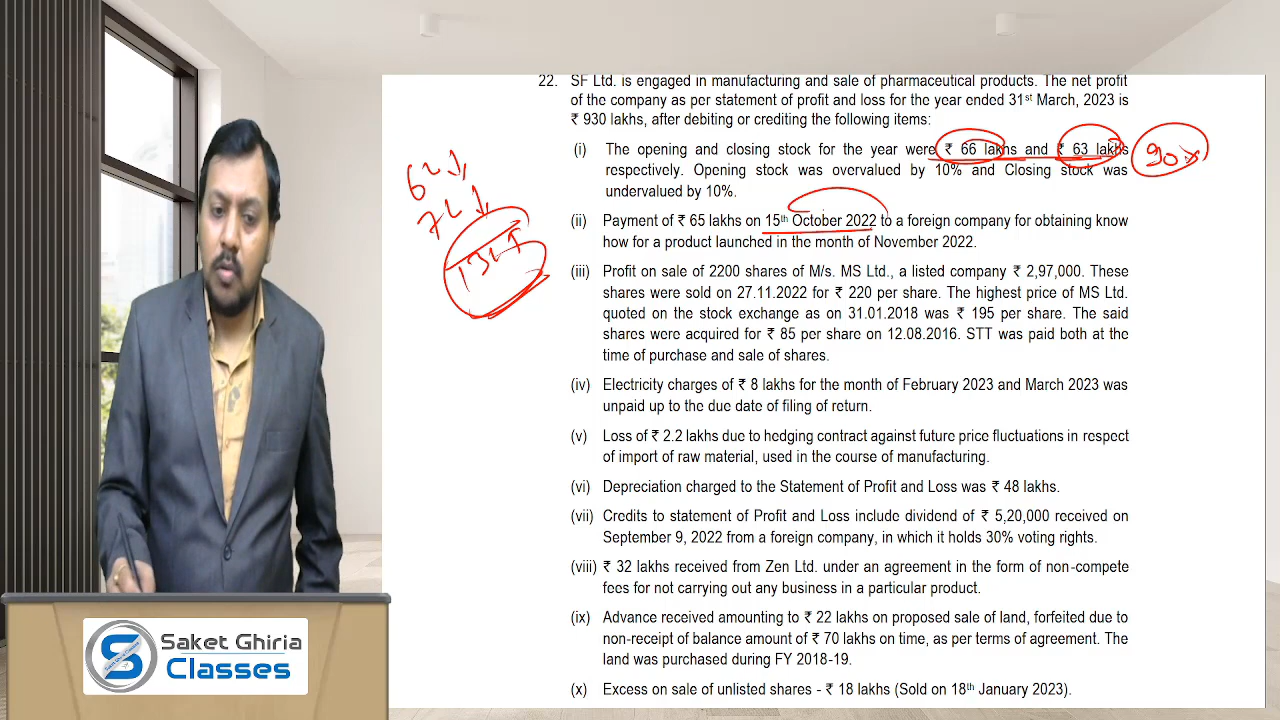 22. SF Ltd. is engaged in manufacturing and sale of pharmaceutical products. The net profit
of the company as per statement of profit and loss for the year ended 31st March, 2023 is
₹ 930 lakhs, after debiting or crediting the following items:
(i) The opening and closing stock for the year were ₹ 66 lakhs and ₹ 63 lakhs
90%
respectively. Opening stock was overvalued by 10% and Closing stock was
undervalued by 10%.
6L↓
7L↓
13L↑
(ii) Payment of ₹ 65 lakhs on 15th October 2022 to a foreign company for obtaining know
how for a product launched in the month of November 2022.
(iii) Profit on sale of 2200 shares of M/s. MS Ltd., a listed company ₹ 2,97,000. These
shares were sold on 27.11.2022 for ₹ 220 per share. The highest price of MS Ltd.
quoted on the stock exchange as on 31.01.2018 was ₹ 195 per share. The said
shares were acquired for ₹ 85 per share on 12.08.2016. STT was paid both at the
time of purchase and sale of shares.
(iv) Electricity charges of ₹ 8 lakhs for the month of February 2023 and March 2023 was
unpaid up to the due date of filing of return.
(v) Loss of ₹ 2.2 lakhs due to hedging contract against future price fluctuations in respect
of import of raw material, used in the course of manufacturing.
(vi) Depreciation charged to the Statement of Profit and Loss was ₹ 48 lakhs.
(vii) Credits to statement of Profit and Loss include dividend of ₹ 5,20,000 received on
September 9, 2022 from a foreign company, in which it holds 30% voting rights.
(viii) ₹ 32 lakhs received from Zen Ltd. under an agreement in the form of non-compete
fees for not carrying out any business in a particular product.
(ix) Advance received amounting to ₹ 22 lakhs on proposed sale of land, forfeited due to
non-receipt of balance amount of ₹ 70 lakhs on time, as per terms of agreement. The
land was purchased during FY 2018-19.
(x) Excess on sale of unlisted shares - ₹ 18 lakhs (Sold on 18th January 2023).
Saket Ghiria
Classes